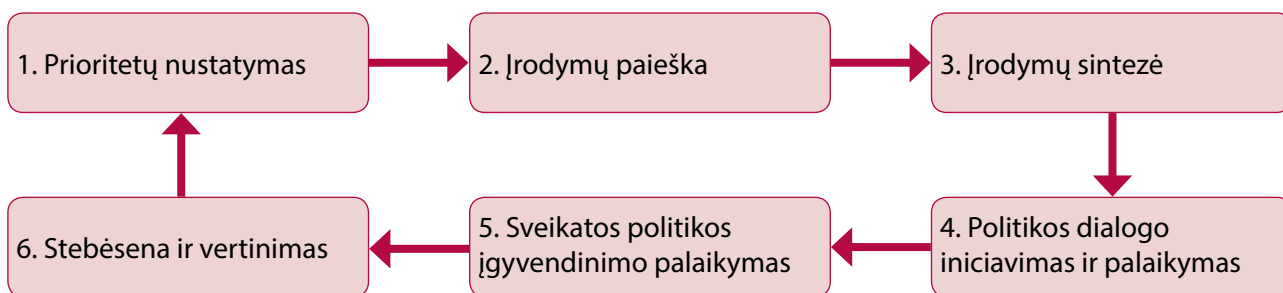 1. Prioritetų nustatymas
2. Įrodymų paieška
3. Įrodymų sintezė
4. Politikos dialogo
iniciavimas ir palaikymas
5. Sveikatos politikos
įgyvendinimo palaikymas
6. Stebėsena ir vertinimas